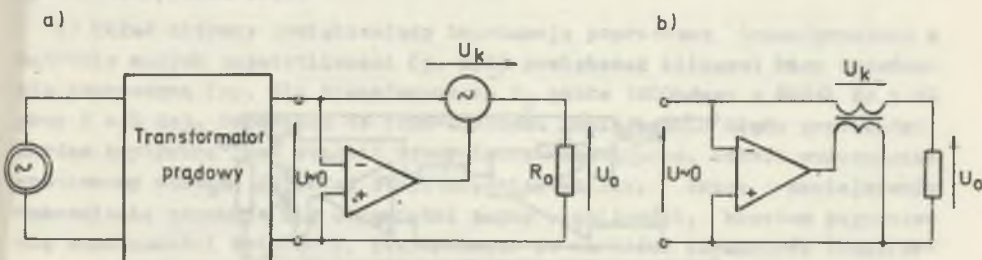 a)
b)
Uk
Uk
Transformator
prądowy
U~0
−
+
Ro
Uo
U~0
−
+
Uo